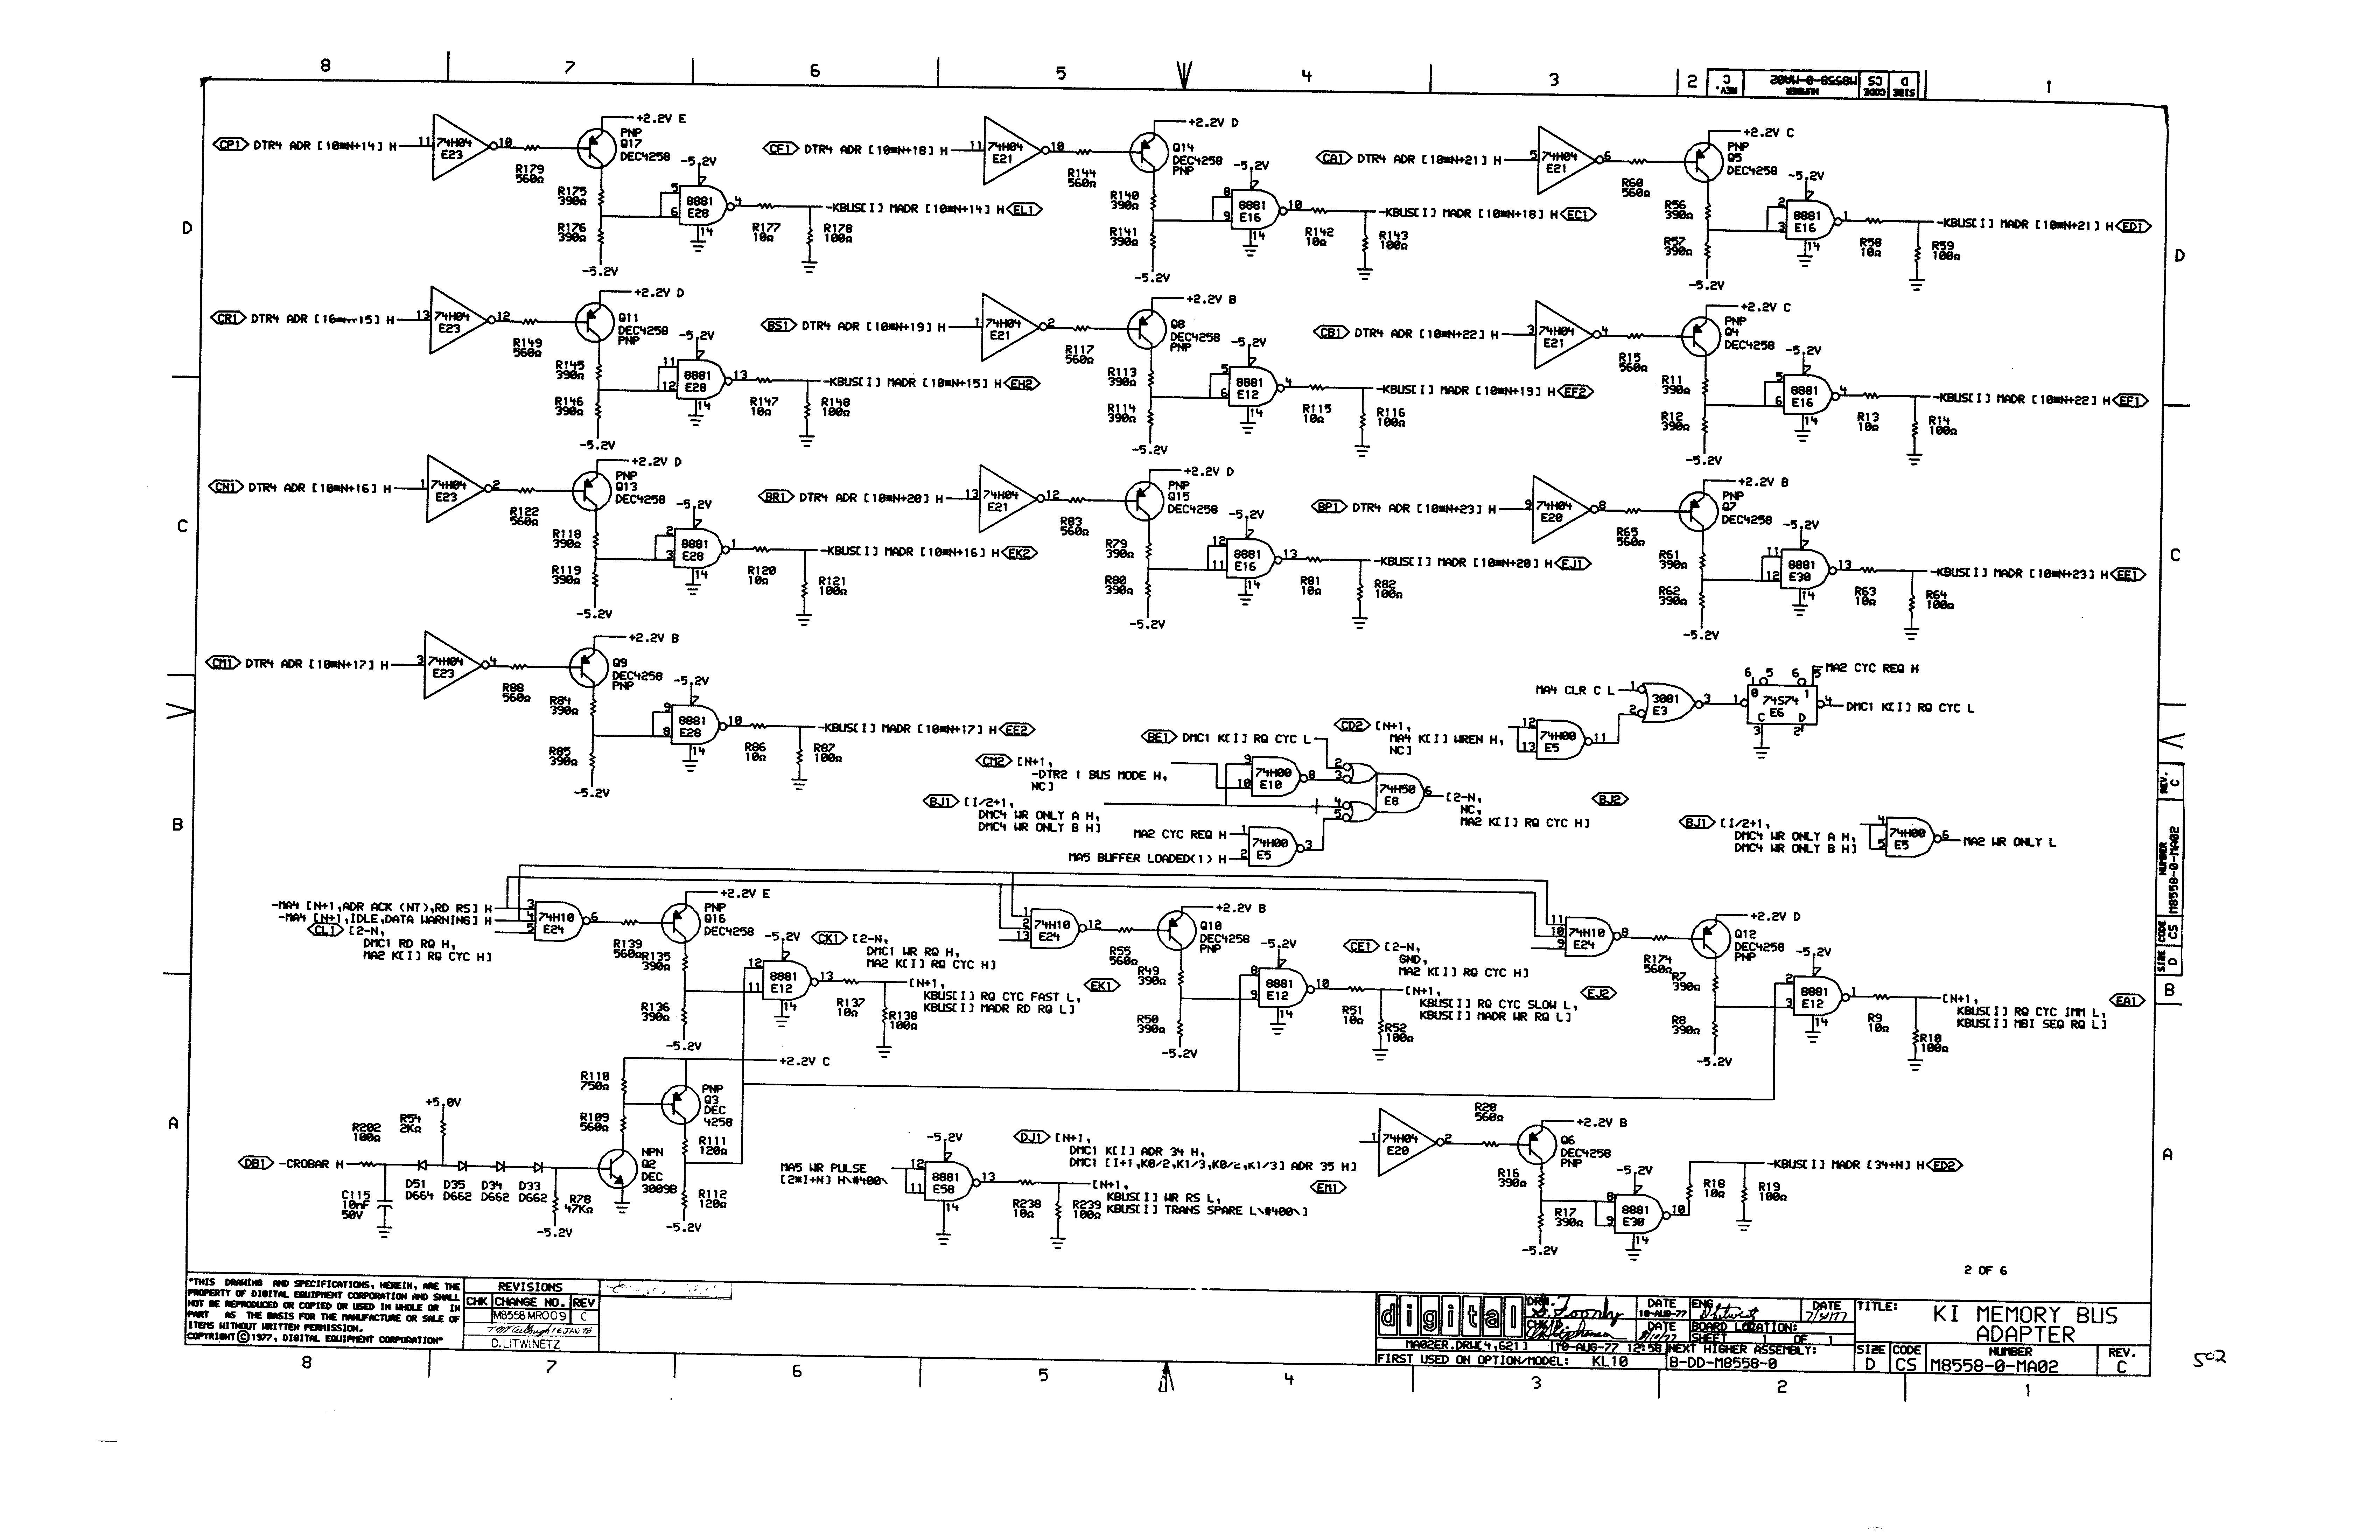 8 7 6 5 4 3 2 1
SIZE D CODE CS NUMBER M8558-0-MA02 REV. C
CP1 DTR4 ADR [10*N+14] H 11 74H04 E23 10
R179 560Ω
+2.2V E
PNP Q17 DEC4258
R175 390Ω
R176 390Ω
-5.2V
-5.2V
5 6 8881 E28 4 7 14
R177 10Ω
R178 100Ω
-KBUS[I] MADR [10*N+14] H EL1
CF1 DTR4 ADR [10*N+18] H 11 74H04 E21 10
R144 560Ω
+2.2V D
Q14 DEC4258 PNP
R140 390Ω
R141 390Ω
-5.2V
-5.2V
8 9 8881 E16 10 7 14
R142 10Ω
R143 100Ω
-KBUS[I] MADR [10*N+18] H EC1
CA1 DTR4 ADR [10*N+21] H 5 74H04 E21 6
R60 560Ω
+2.2V C
PNP Q5 DEC4258
R56 390Ω
R57 390Ω
-5.2V
-5.2V
2 3 8881 E16 1 7 14
R58 10Ω
R59 100Ω
-KBUS[I] MADR [10*N+21] H ED1
D D
CR1 DTR4 ADR 15] H 13 74H04 E23 12
R149 560Ω
+2.2V D
Q11 DEC4258 PNP
R145 390Ω
R146 390Ω
-5.2V
-5.2V
11 12 8881 E28 13 7 14
R147 10Ω
R148 100Ω
-KBUS[I] MADR [10*N+15] H EH2
BS1 DTR4 ADR [10*N+19] H 1 74H04 E21 2
R117 560Ω
+2.2V B
Q8 DEC4258 PNP
R113 390Ω
R114 390Ω
-5.2V
-5.2V
5 6 8881 E12 4 7 14
R115 10Ω
R116 100Ω
-KBUS[I] MADR [10*N+19] H EF2
CB1 DTR4 ADR [10*N+22] H 3 74H04 E21 4
R15 560Ω
+2.2V C
PNP Q4 DEC4258
R11 390Ω
R12 390Ω
-5.2V
-5.2V
5 6 8881 E16 4 7 14
R13 10Ω
R14 100Ω
-KBUS[I] MADR [10*N+22] H EF1
CN1 DTR4 ADR [10*N+16] H 1 74H04 E23 2
R122 560Ω
+2.2V D
PNP Q13 DEC4258
R118 390Ω
R119 390Ω
-5.2V
-5.2V
2 3 8881 E28 1 7 14
R120 10Ω
R121 100Ω
-KBUS[I] MADR [10*N+16] H EK2
BR1 DTR4 ADR [10*N+20] H 13 74H04 E21 12
R83 560Ω
+2.2V D
PNP Q15 DEC4258
R79 390Ω
R80 390Ω
-5.2V
-5.2V
12 11 8881 E16 13 7 14
R81 10Ω
R82 100Ω
-KBUS[I] MADR [10*N+20] H EJ1
BP1 DTR4 ADR [10*N+23] H 9 74H04 E20 8
R65 560Ω
+2.2V B
PNP Q7 DEC4258
R61 390Ω
R62 390Ω
-5.2V
-5.2V
11 12 8881 E30 13 7 14
R63 10Ω
R64 100Ω
-KBUS[I] MADR [10*N+23] H EE1
C C
CM1 DTR4 ADR [10*N+17] H 3 74H04 E23 4
R88 560Ω
+2.2V B
Q9 DEC4258 PNP
R84 390Ω
R85 390Ω
-5.2V
-5.2V
9 8 8881 E28 10 7 14
R86 10Ω
R87 100Ω
-KBUS[I] MADR [10*N+17] H EE2
MA4 CLR C L 1 2 3001 E3 3
6 5 6 5 MA2 CYC REQ H
1 0 74S74 1 E6 C D 3 2 4
DMC1 K[I] RQ CYC L
CD2 [N+1,
MA4 K[I] WREN H,
NC]
12 13 74H00 E5 11
BE1 DMC1 K[I] RQ CYC L
CM2 [N+1,
-DTR2 1 BUS MODE H,
NC]
9 10 74H00 E10 8
2 3 4 5 74H50 E8 6
[2-N,
NC,
MA2 K[I] RQ CYC H]
BJ2
BJ1 [I/2+1,
DMC4 WR ONLY A H,
DMC4 WR ONLY B H]
MA2 CYC REQ H 1
MA5 BUFFER LOADED(1) H 2
74H00 E5 3
BJ1 [I/2+1,
DMC4 WR ONLY A H,
DMC4 WR ONLY B H]
4 5 74H00 E5 6 MA2 WR ONLY L
B
-MA4 [N+1,ADR ACK (NT),RD RS] H 3
-MA4 [N+1,IDLE,DATA WARNING] H 4
CL1 [2-N, 5
DMC1 RD RQ H,
MA2 K[I] RQ CYC H]
74H10 E24 6
R139 560Ω
+2.2V E
PNP Q16 DEC4258
R135 390Ω
R136 390Ω
-5.2V
-5.2V
12 11 8881 E12 13 7 14
CK1 [2-N,
DMC1 WR RQ H,
MA2 K[I] RQ CYC H]
R137 10Ω
R138 100Ω
[N+1,
KBUS[I] RQ CYC FAST L,
KBUS[I] MADR RD RQ L]
EK1
1 2 13 74H10 E24 12
R55 560Ω
+2.2V B
Q10 DEC4258 PNP
R49 390Ω
R50 390Ω
-5.2V
-5.2V
8 9 8881 E12 10 7 14
CE1 [2-N,
GND,
MA2 K[I] RQ CYC H]
R51 10Ω
R52 100Ω
[N+1,
KBUS[I] RQ CYC SLOW L,
KBUS[I] MADR WR RQ L]
EJ2
11 10 9 74H10 E24 8
R174 560Ω
+2.2V D
Q12 DEC4258 PNP
R7 390Ω
R8 390Ω
-5.2V
-5.2V
2 3 8881 E12 1 7 14
R9 10Ω
R10 100Ω
[N+1,
KBUS[I] RQ CYC IMM L,
KBUS[I] MBI SEQ RQ L]
EA1
B
+2.2V C
R110 750Ω
R109 560Ω
PNP Q3 DEC 4258
R111 120Ω
R112 120Ω
-5.2V
NPN Q2 DEC 3009B
DB1 -CROBAR H
R202 100Ω
+5.0V
R54 2KΩ
D51 D664
D35 D662
D34 D662
D33 D662
C115 10nF 50V
R78 47KΩ
-5.2V
A A
MA5 WR PULSE
[2*I+N] H\#400\
12 11 8881 E58 13 14
-5.2V
R238 10Ω
R239 100Ω
DJ1 [N+1,
DMC1 K[I] ADR 34 H,
DMC1 [I+1,K0/2,K1/3,K0/2,K1/3] ADR 35 H]
[N+1,
KBUS[I] WR RS L,
KBUS[I] TRANS SPARE L\#400\]
EM1
1 74H04 E20 2
R20 560Ω
+2.2V B
Q6 DEC4258 PNP
R16 390Ω
R17 390Ω
-5.2V
-5.2V
8 9 8881 E30 10 7 14
R18 10Ω
R19 100Ω
-KBUS[I] MADR [34+N] H ED2
SIZE D CODE CS NUMBER M8558-0-MA02 REV. C
2 OF 6
"THIS DRAWING AND SPECIFICATIONS, HEREIN, ARE THE
PROPERTY OF DIGITAL EQUIPMENT CORPORATION AND SHALL
NOT BE REPRODUCED OR COPIED OR USED IN WHOLE OR IN
PART AS THE BASIS FOR THE MANUFACTURE OR SALE OF
ITEMS WITHOUT WRITTEN PERMISSION.
COPYRIGHT © 1977, DIGITAL EQUIPMENT CORPORATION"
REVISIONS
CHK CHANGE NO. REV
M8558MR009 C
D. LITWINETZ
digital
DRN. DATE 10-AUG-77
CHK'D DATE
ENG DATE
BOARD LOCATION:
SHEET 1 OF 1
MA02ER.DRW[4,621] 10-AUG-77 12:58
NEXT HIGHER ASSEMBLY:
FIRST USED ON OPTION/MODEL: KL10
B-DD-M8558-0
TITLE:
KI MEMORY BUS
ADAPTER
SIZE CODE NUMBER REV.
D CS M8558-0-MA02 C
8 7 6 5 4 3 2 1
502